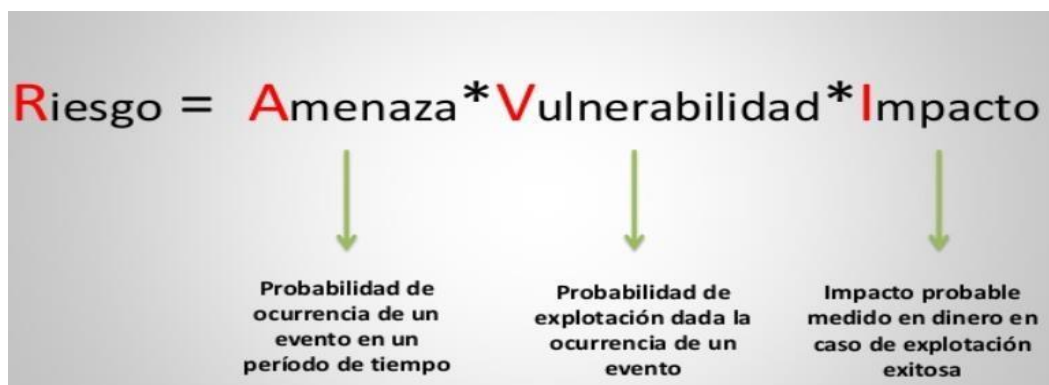 Riesgo = Amenaza*Vulnerabilidad*Impacto
Probabilidad de
ocurrencia de un
evento en un
período de tiempo
Probabilidad de
explotación dada la
ocurrencia de un
evento
Impacto probable
medido en dinero en
caso de explotación
exitosa